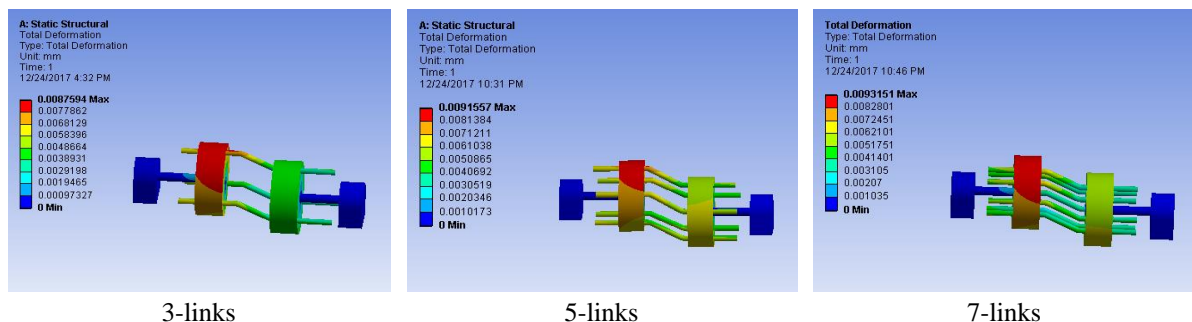 A: Static Structural
Total Deformation
Type: Total Deformation
Unit: mm
Time: 1
12/24/2017 4:32 PM
0.0087594 Max
0.0077862
0.0068129
0.0058396
0.0048664
0.0038931
0.0029198
0.0019465
0.00097327
0 Min
A: Static Structural
Total Deformation
Type: Total Deformation
Unit: mm
Time: 1
12/24/2017 10:31 PM
0.0091557 Max
0.0081384
0.0071211
0.0061038
0.0050865
0.0040692
0.0030519
0.0020346
0.0010173
0 Min
Total Deformation
Type: Total Deformation
Unit: mm
Time: 1
12/24/2017 10:46 PM
0.0093151 Max
0.0082801
0.0072451
0.0062101
0.0051751
0.0041401
0.003105
0.00207
0.001035
0 Min
3-links
5-links
7-links